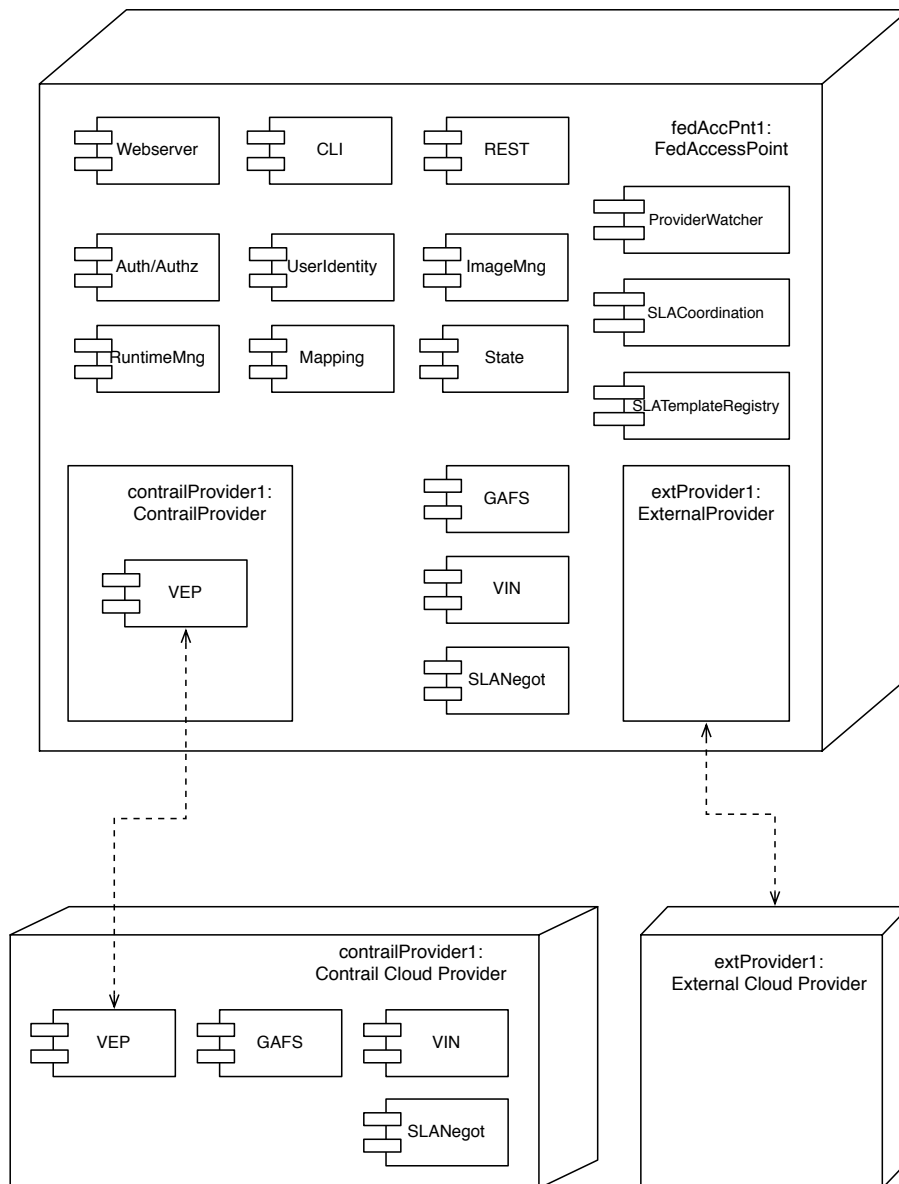 fedAccPnt1:
FedAccessPoint
Webserver
CLI
REST
ProviderWatcher
Auth/Authz
UserIdentity
ImageMng
SLACoordination
RuntimeMng
Mapping
State
SLATemplateRegistry
contrailProvider1:
ContrailProvider
VEP
GAFS
VIN
SLANegot
extProvider1:
ExternalProvider
contrailProvider1:
Contrail Cloud Provider
VEP
GAFS
VIN
SLANegot
extProvider1:
External Cloud Provider